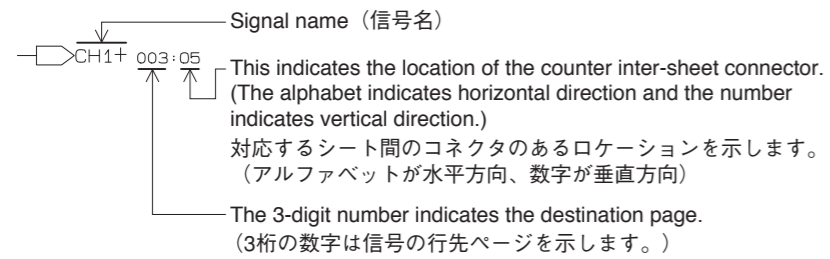 Signal name（信号名）
CH1+ 003:05
This indicates the location of the counter inter-sheet connector.
(The alphabet indicates horizontal direction and the number
indicates vertical direction.)
対応するシート間のコネクタのあるロケーションを示します。
（アルファベットが水平方向、数字が垂直方向）
The 3-digit number indicates the destination page.
（3桁の数字は信号の行先ページを示します。）